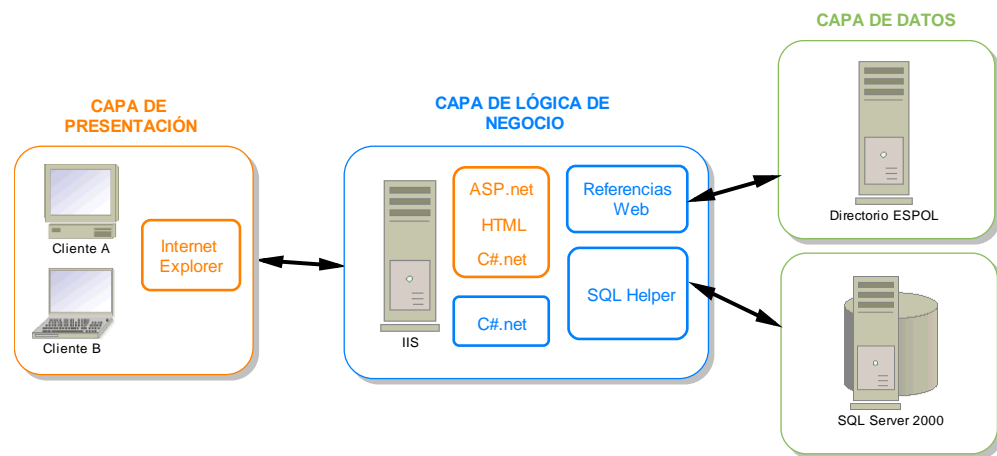 CAPA DE
PRESENTACIÓN
Cliente A
Internet
Explorer
Cliente B
CAPA DE LÓGICA DE
NEGOCIO
IIS
ASP.net
HTML
C#.net
C#.net
Referencias
Web
SQL Helper
CAPA DE DATOS
Directorio ESPOL
SQL Server 2000